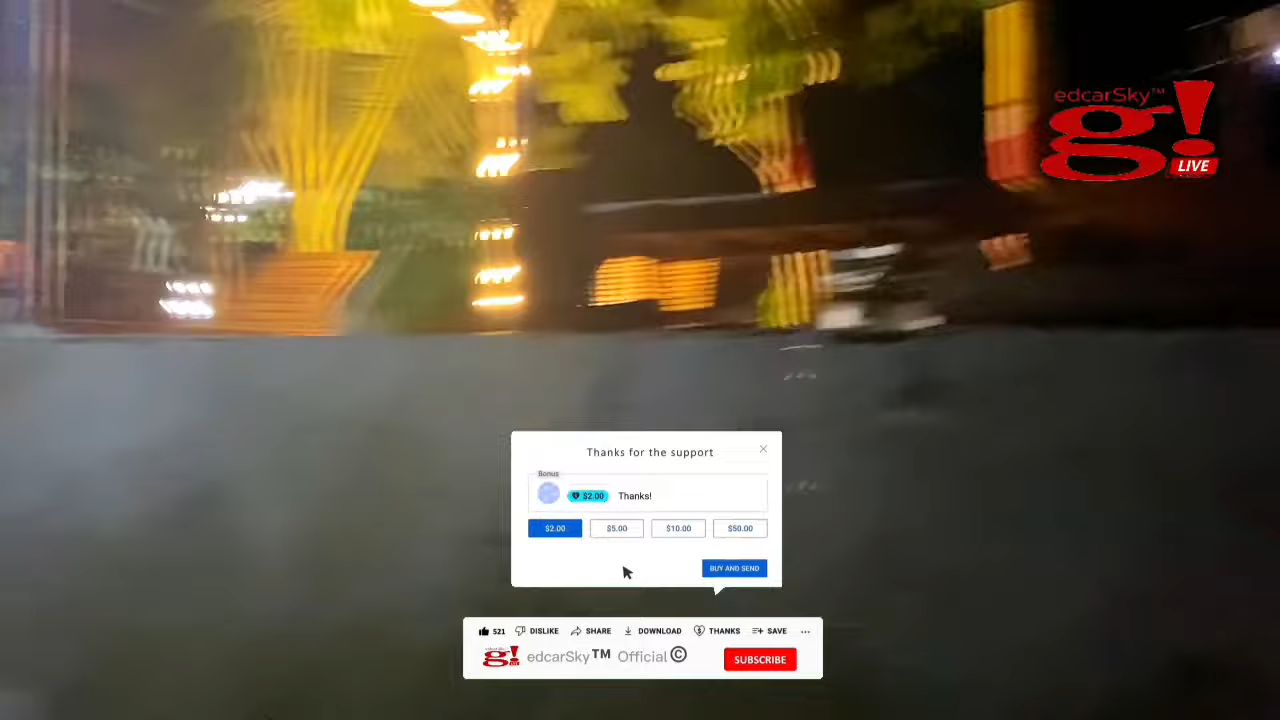 edcarSky™
g!
LIVE
Thanks for the support
Bonus
$2.00 Thanks!
$2.00 $5.00 $10.00 $50.00
BUY AND SEND
521 DISLIKE SHARE DOWNLOAD THANKS SAVE
g! edcarSky™ Official©
SUBSCRIBE